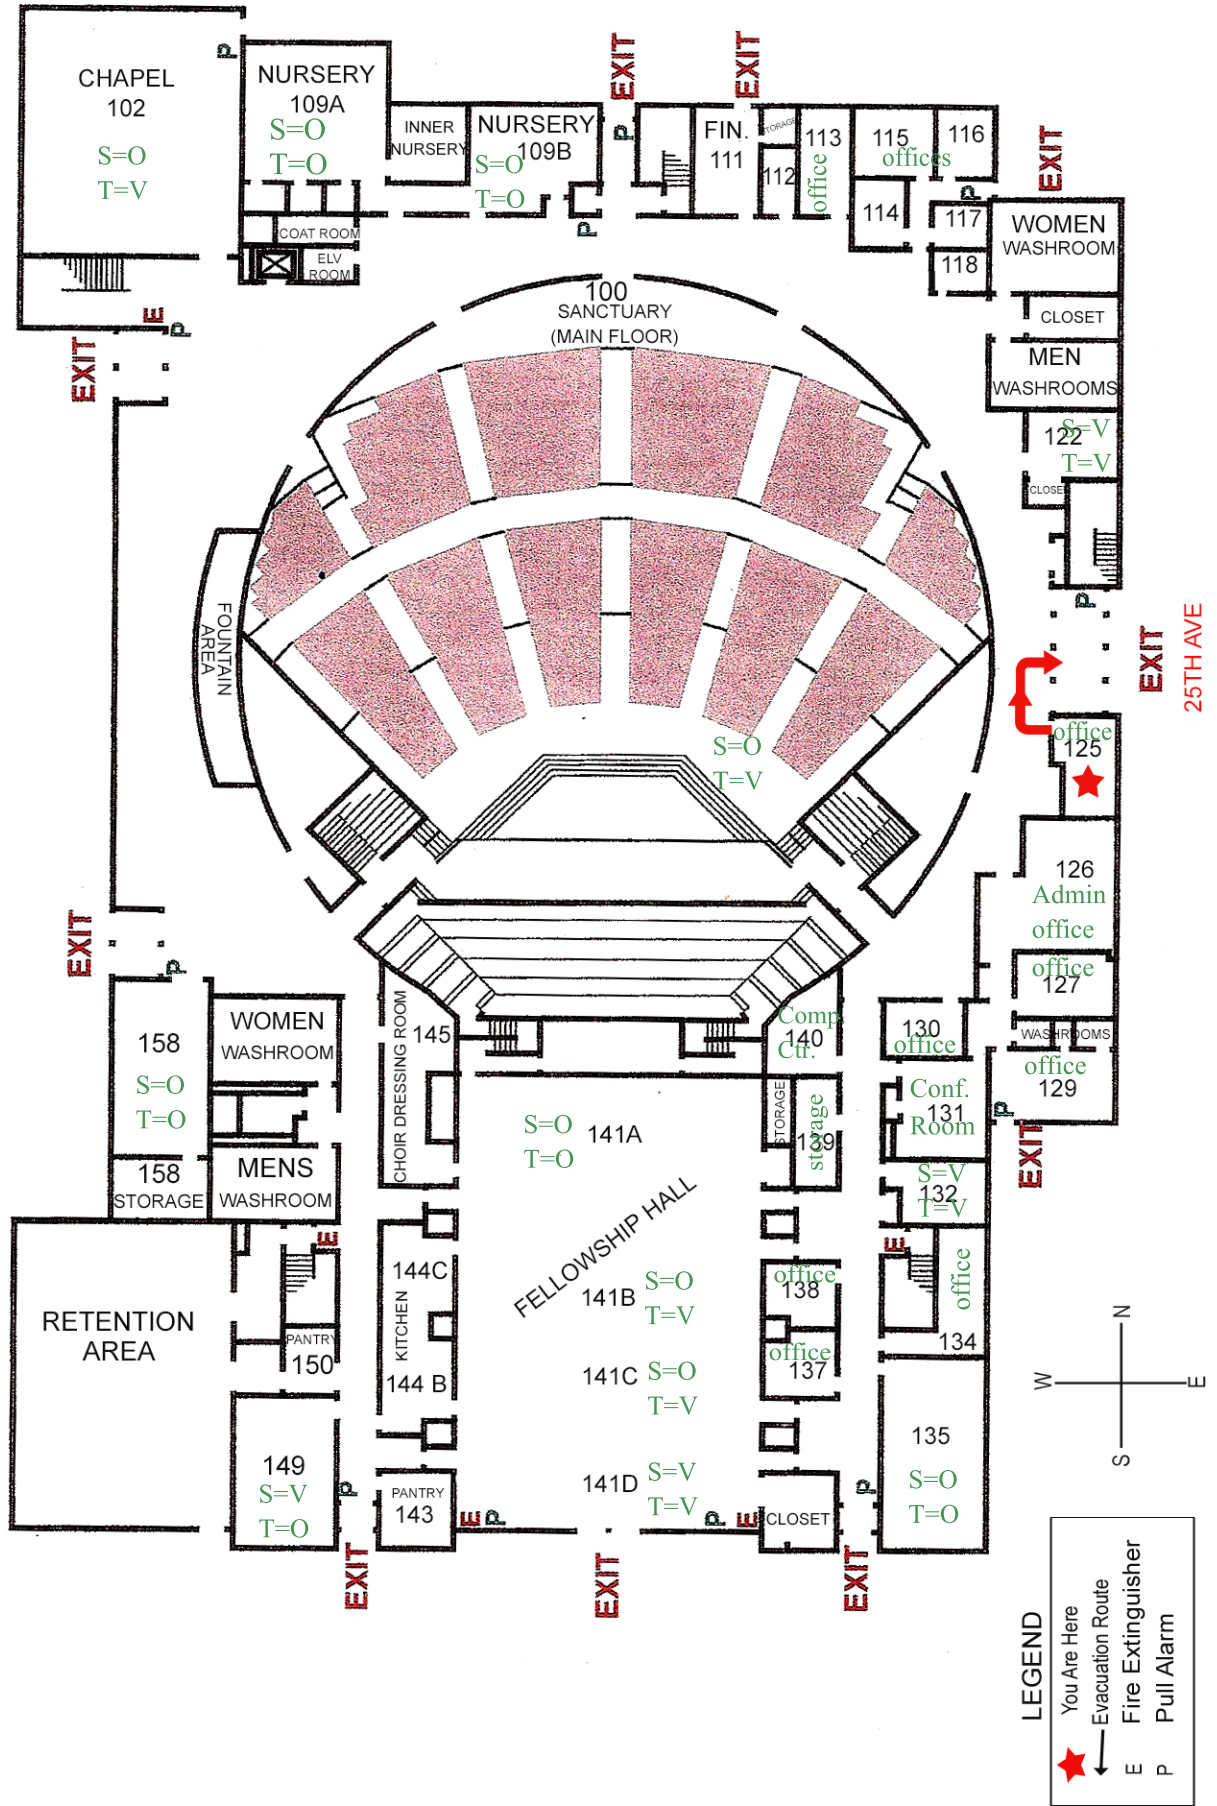 CHAPEL
102
S=O
T=V
P
NURSERY
109A
S=O
T=O
INNER
NURSERY
NURSERY
109B
S=O
T=O
P
EXIT
EXIT
FIN.
111
STORAGE
112
113
office
115
offices
116
114
117
118
P
P
EXIT
WOMEN
WASHROOM
COAT ROOM
ELV
ROOM
CLOSET
MEN
WASHROOMS
E
P
EXIT
100
SANCTUARY
(MAIN FLOOR)
122
S=V
T=V
CLOSET
P
FOUNTAIN
AREA
EXIT
25TH AVE
S=O
T=V
office
125
126
Admin
office
office
127
WASHROOMS
office
129
EXIT
P
158
S=O
T=O
WOMEN
WASHROOM
CHOIR DRESSING ROOM
145
Comp.
140
Ctr.
130
office
Conf.
131
Room
P
EXIT
158
STORAGE
MENS
WASHROOM
S=O
141A
T=O
STORAGE
139
storage
S=V
132
T=V
E
E
FELLOWSHIP HALL
RETENTION
AREA
PANTRY
150
144C
KITCHEN
144 B
S=O
141B
T=V
office
138
office
137
office
134
141C
S=O
T=V
149
S=V
T=O
P
PANTRY
143
E
P
141D
S=V
T=V
P
E
CLOSET
P
135
S=O
T=O
EXIT
EXIT
EXIT
N
W
E
S
LEGEND
You Are Here
Evacuation Route
E Fire Extinguisher
P Pull Alarm